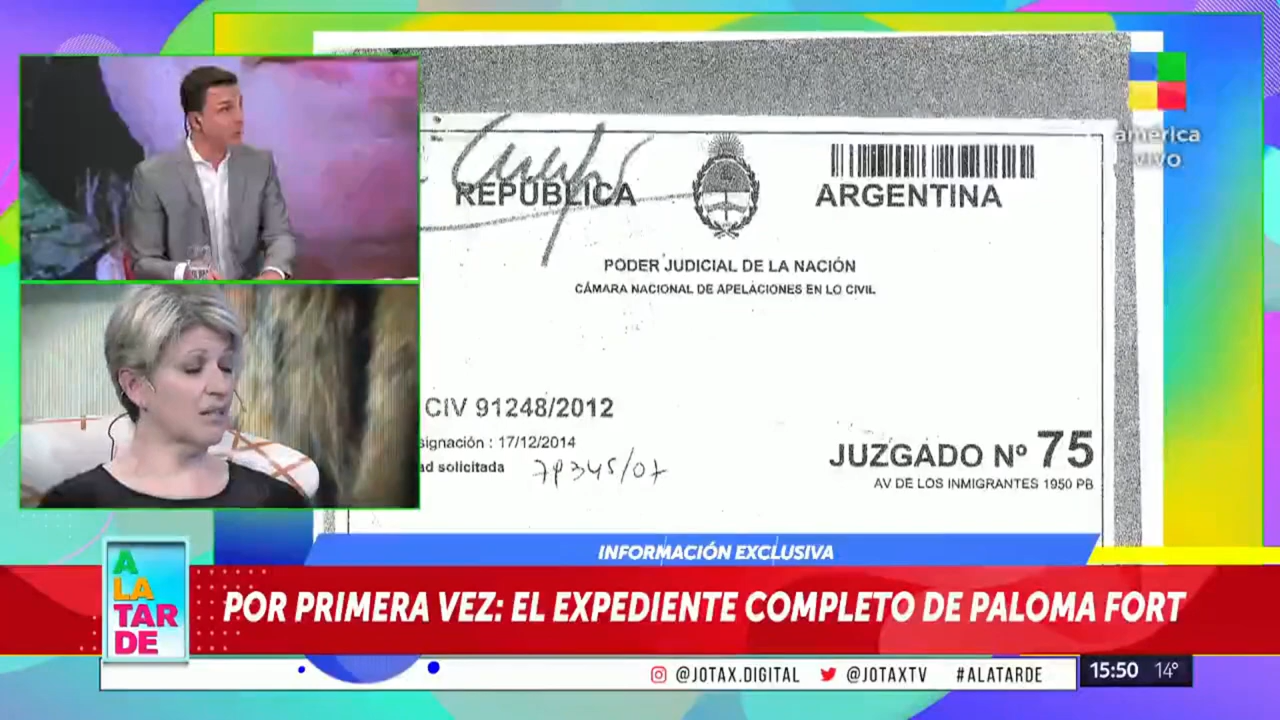 REPÚBLICA
ARGENTINA
PODER JUDICIAL DE LA NACIÓN
CÁMARA NACIONAL DE APELACIONES EN LO CIVIL
CIV 91248/2012
signación : 17/12/2014
ad solicitada
JUZGADO Nº 75
AV DE LOS INMIGRANTES 1950 PB
america
vivo
INFORMACIÓN EXCLUSIVA
A
LA
TAR
DE
POR PRIMERA VEZ: EL EXPEDIENTE COMPLETO DE PALOMA FORT
@JOTAX.DIGITAL
@JOTAXTV
#ALATARDE
15:50
14°